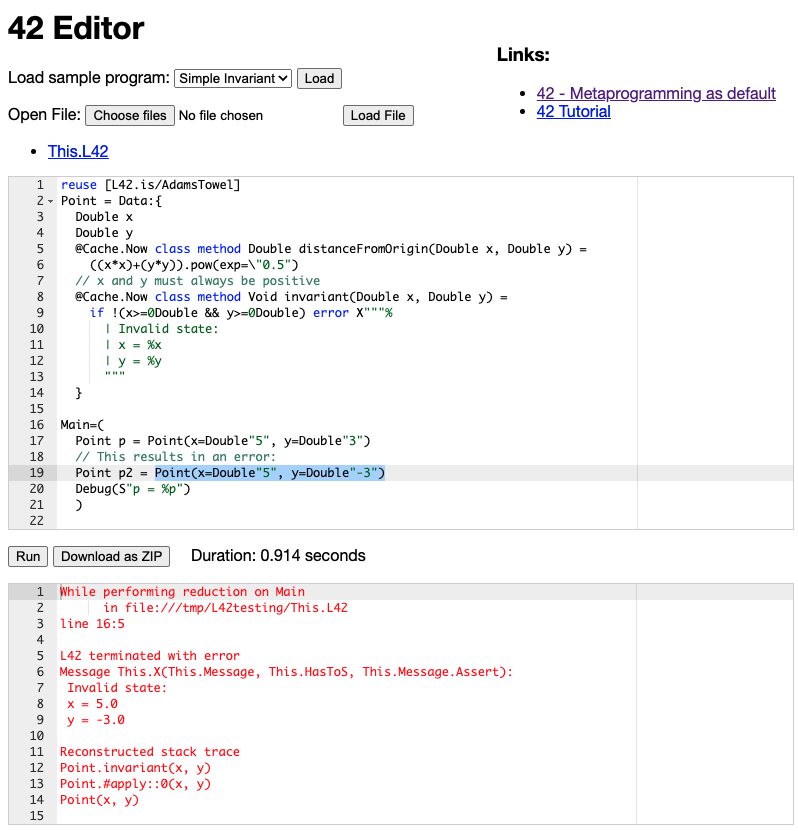 42 Editor
Load sample program: Simple Invariant Load
Open File: Choose files No file chosen Load File
This.L42
Links:
42 - Metaprogramming as default
42 Tutorial
1 reuse [L42.is/AdamsTowel]
2 Point = Data:{
3 Double x
4 Double y
5 @Cache.Now class method Double distanceFromOrigin(Double x, Double y) =
6 ((x*x)+(y*y)).pow(exp=\"0.5")
7 // x and y must always be positive
8 @Cache.Now class method Void invariant(Double x, Double y) =
9 if !(x>=0Double && y>=0Double) error X"""%
10 | Invalid state:
11 | x = %x
12 | y = %y
13 """
14 }
15
16 Main=(
17 Point p = Point(x=Double"5", y=Double"3")
18 // This results in an error:
19 Point p2 = Point(x=Double"5", y=Double"-3")
20 Debug(S"p = %p")
21 )
22
Run Download as ZIP Duration: 0.914 seconds
1 While performing reduction on Main
2 in file:///tmp/L42testing/This.L42
3 line 16:5
4
5 L42 terminated with error
6 Message This.X(This.Message, This.HasToS, This.Message.Assert):
7 Invalid state:
8 x = 5.0
9 y = -3.0
10
11 Reconstructed stack trace
12 Point.invariant(x, y)
13 Point.#apply::0(x, y)
14 Point(x, y)
15